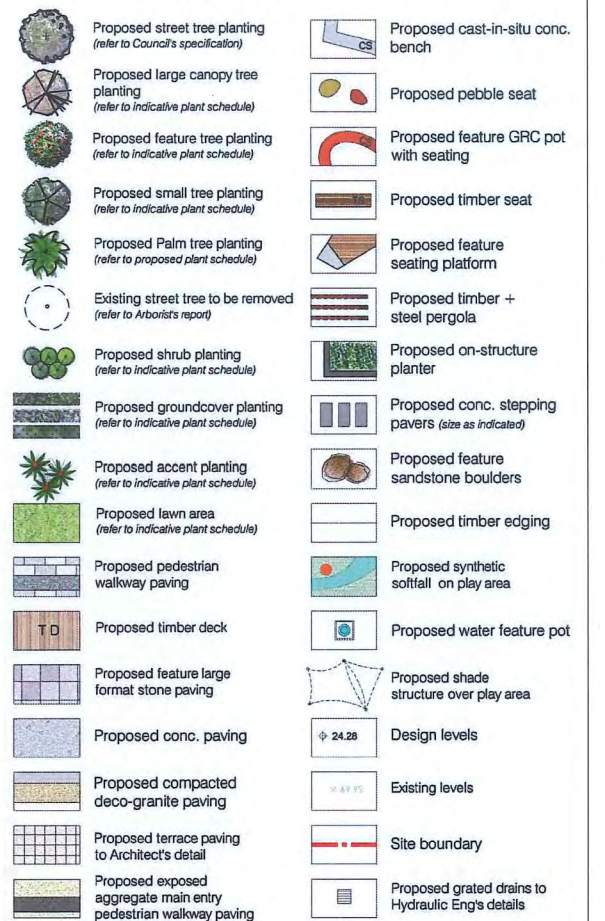 Proposed street tree planting
(refer to Council's specification)
Proposed large canopy tree
planting
(refer to indicative plant schedule)
Proposed feature tree planting
(refer to indicative plant schedule)
Proposed small tree planting
(refer to indicative plant schedule)
Proposed Palm tree planting
(refer to proposed plant schedule)
Existing street tree to be removed
(refer to Arborist's report)
Proposed shrub planting
(refer to indicative plant schedule)
Proposed groundcover planting
(refer to indicative plant schedule)
Proposed accent planting
(refer to indicative plant schedule)
Proposed lawn area
(refer to indicative plant schedule)
Proposed pedestrian
walkway paving
TD
Proposed timber deck
Proposed feature large
format stone paving
Proposed conc. paving
Proposed compacted
deco-granite paving
Proposed terrace paving
to Architect's detail
Proposed exposed
aggregate main entry
pedestrian walkway paving
CS
Proposed cast-in-situ conc.
bench
Proposed pebble seat
CS
Proposed feature GRC pot
with seating
Proposed timber seat
Proposed feature
seating platform
Proposed timber +
steel pergola
Proposed on-structure
planter
Proposed conc. stepping
pavers (size as indicated)
Proposed feature
sandstone boulders
Proposed timber edging
Proposed synthetic
softfall on play area
Proposed water feature pot
Proposed shade
structure over play area
24.28
Design levels
Existing levels
Site boundary
Proposed grated drains to
Hydraulic Eng's details